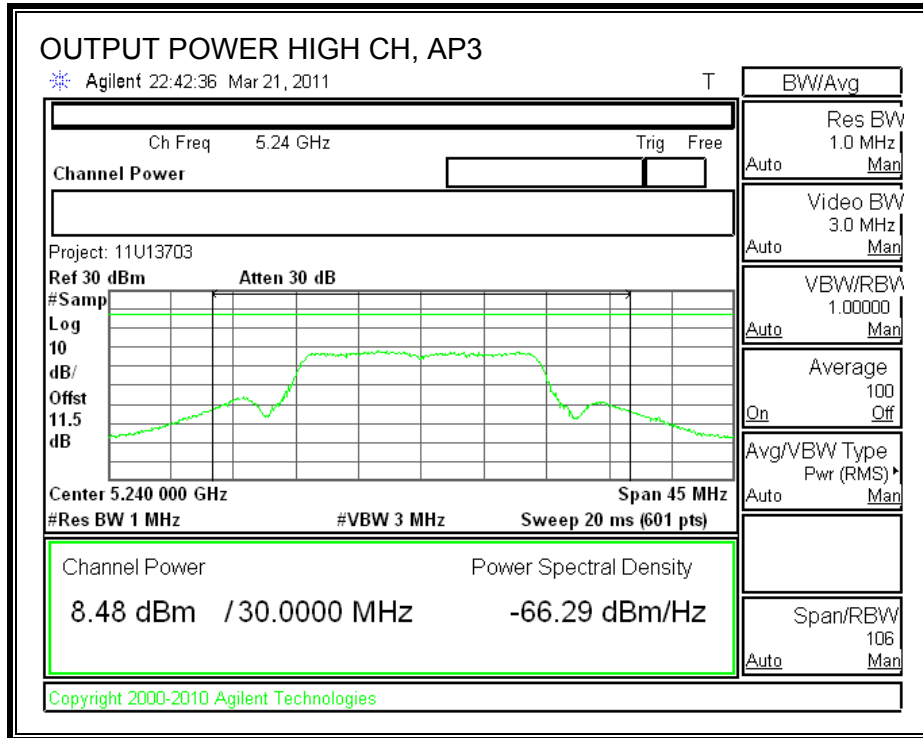 OUTPUT POWER HIGH CH, AP3
Agilent 22:42:36 Mar 21, 2011 T
Ch Freq 5.24 GHz Trig Free
Channel Power
Project: 11U13703
Ref 30 dBm Atten 30 dB
#Samp
Log
10
dB/
Offst
11.5
dB
Center 5.240 000 GHz Span 45 MHz
#Res BW 1 MHz #VBW 3 MHz Sweep 20 ms (601 pts)
Channel Power Power Spectral Density
8.48 dBm / 30.0000 MHz -66.29 dBm/Hz
Copyright 2000-2010 Agilent Technologies
BW/Avg
Res BW
1.0 MHz
Auto Man
Video BW
3.0 MHz
Auto Man
VBW/RBW
1.00000
Auto Man
Average
100
On Off
Avg/VBW Type
Pwr (RMS)
Auto Man
Span/RBW
106
Auto Man